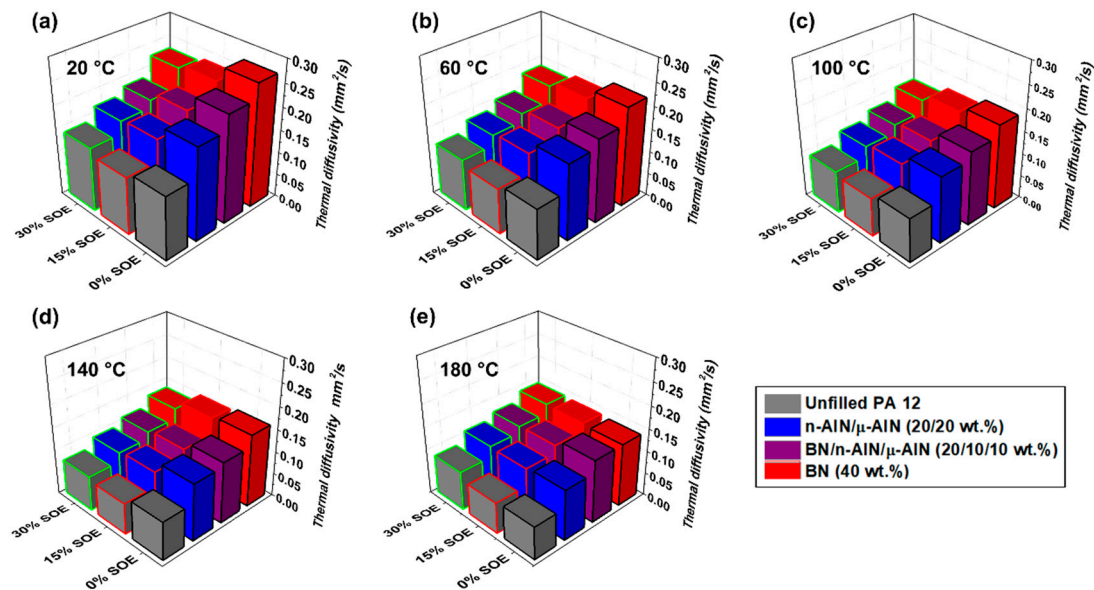 (a)
20 °C
0.30
0.25
0.20
0.15
0.10
0.05
0.00
Thermal diffusivity (mm²/s)
30% SOE
15% SOE
0% SOE
(b)
60 °C
0.30
0.25
0.20
0.15
0.10
0.05
0.00
Thermal diffusivity (mm²/s)
30% SOE
15% SOE
0% SOE
(c)
100 °C
0.30
0.25
0.20
0.15
0.10
0.05
0.00
Thermal diffusivity (mm²/s)
30% SOE
15% SOE
0% SOE
(d)
140 °C
0.30
0.25
0.20
0.15
0.10
0.05
0.00
Thermal diffusivity mm²/s
30% SOE
15% SOE
0% SOE
(e)
180 °C
0.30
0.25
0.20
0.15
0.10
0.05
0.00
Thermal diffusivity (mm²/s)
30% SOE
15% SOE
0% SOE
Unfilled PA 12
n-AlN/µ-AlN (20/20 wt.%)
BN/n-AlN/µ-AlN (20/10/10 wt.%)
BN (40 wt.%)